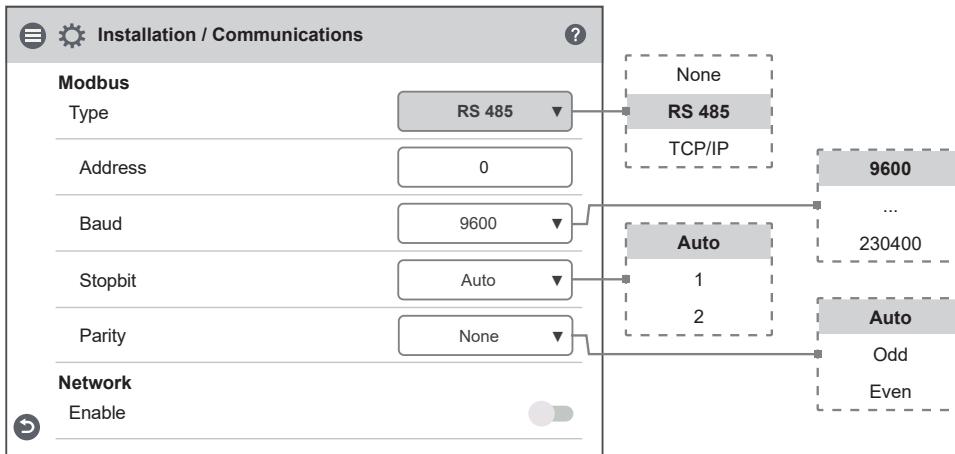 Installation / Communications
?
Modbus
Type
RS 485
Address
0
Baud
9600
Stopbit
Auto
Parity
None
Network
Enable
None
RS 485
TCP/IP
9600
...
230400
Auto
1
2
Auto
Odd
Even